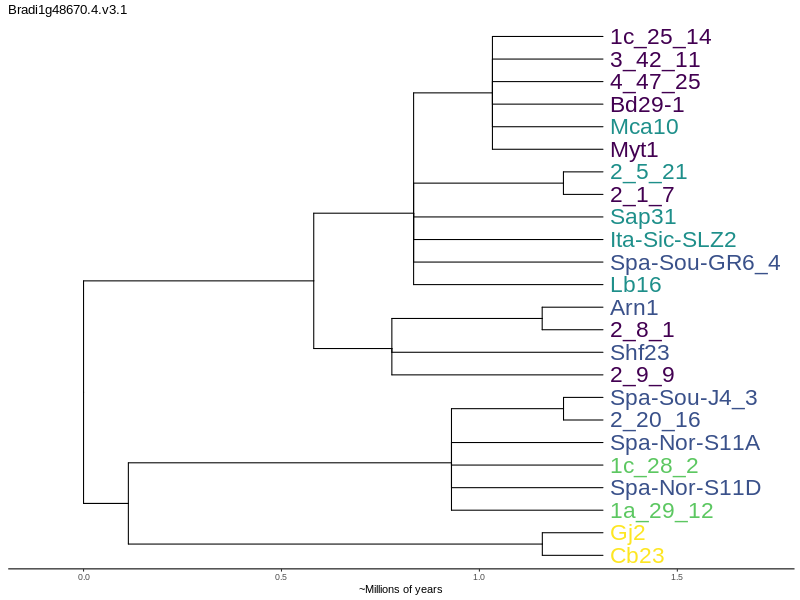 Bradi1g48670.4.v3.1
1c_25_14
3_42_11
4_47_25
Bd29-1
Mca10
Myt1
2_5_21
2_1_7
Sap31
Ita-Sic-SLZ2
Spa-Sou-GR6_4
Lb16
Arn1
2_8_1
Shf23
2_9_9
Spa-Sou-J4_3
2_20_16
Spa-Nor-S11A
1c_28_2
Spa-Nor-S11D
1a_29_12
Gj2
Cb23
0.0 0.5 1.0 1.5
~Millions of years